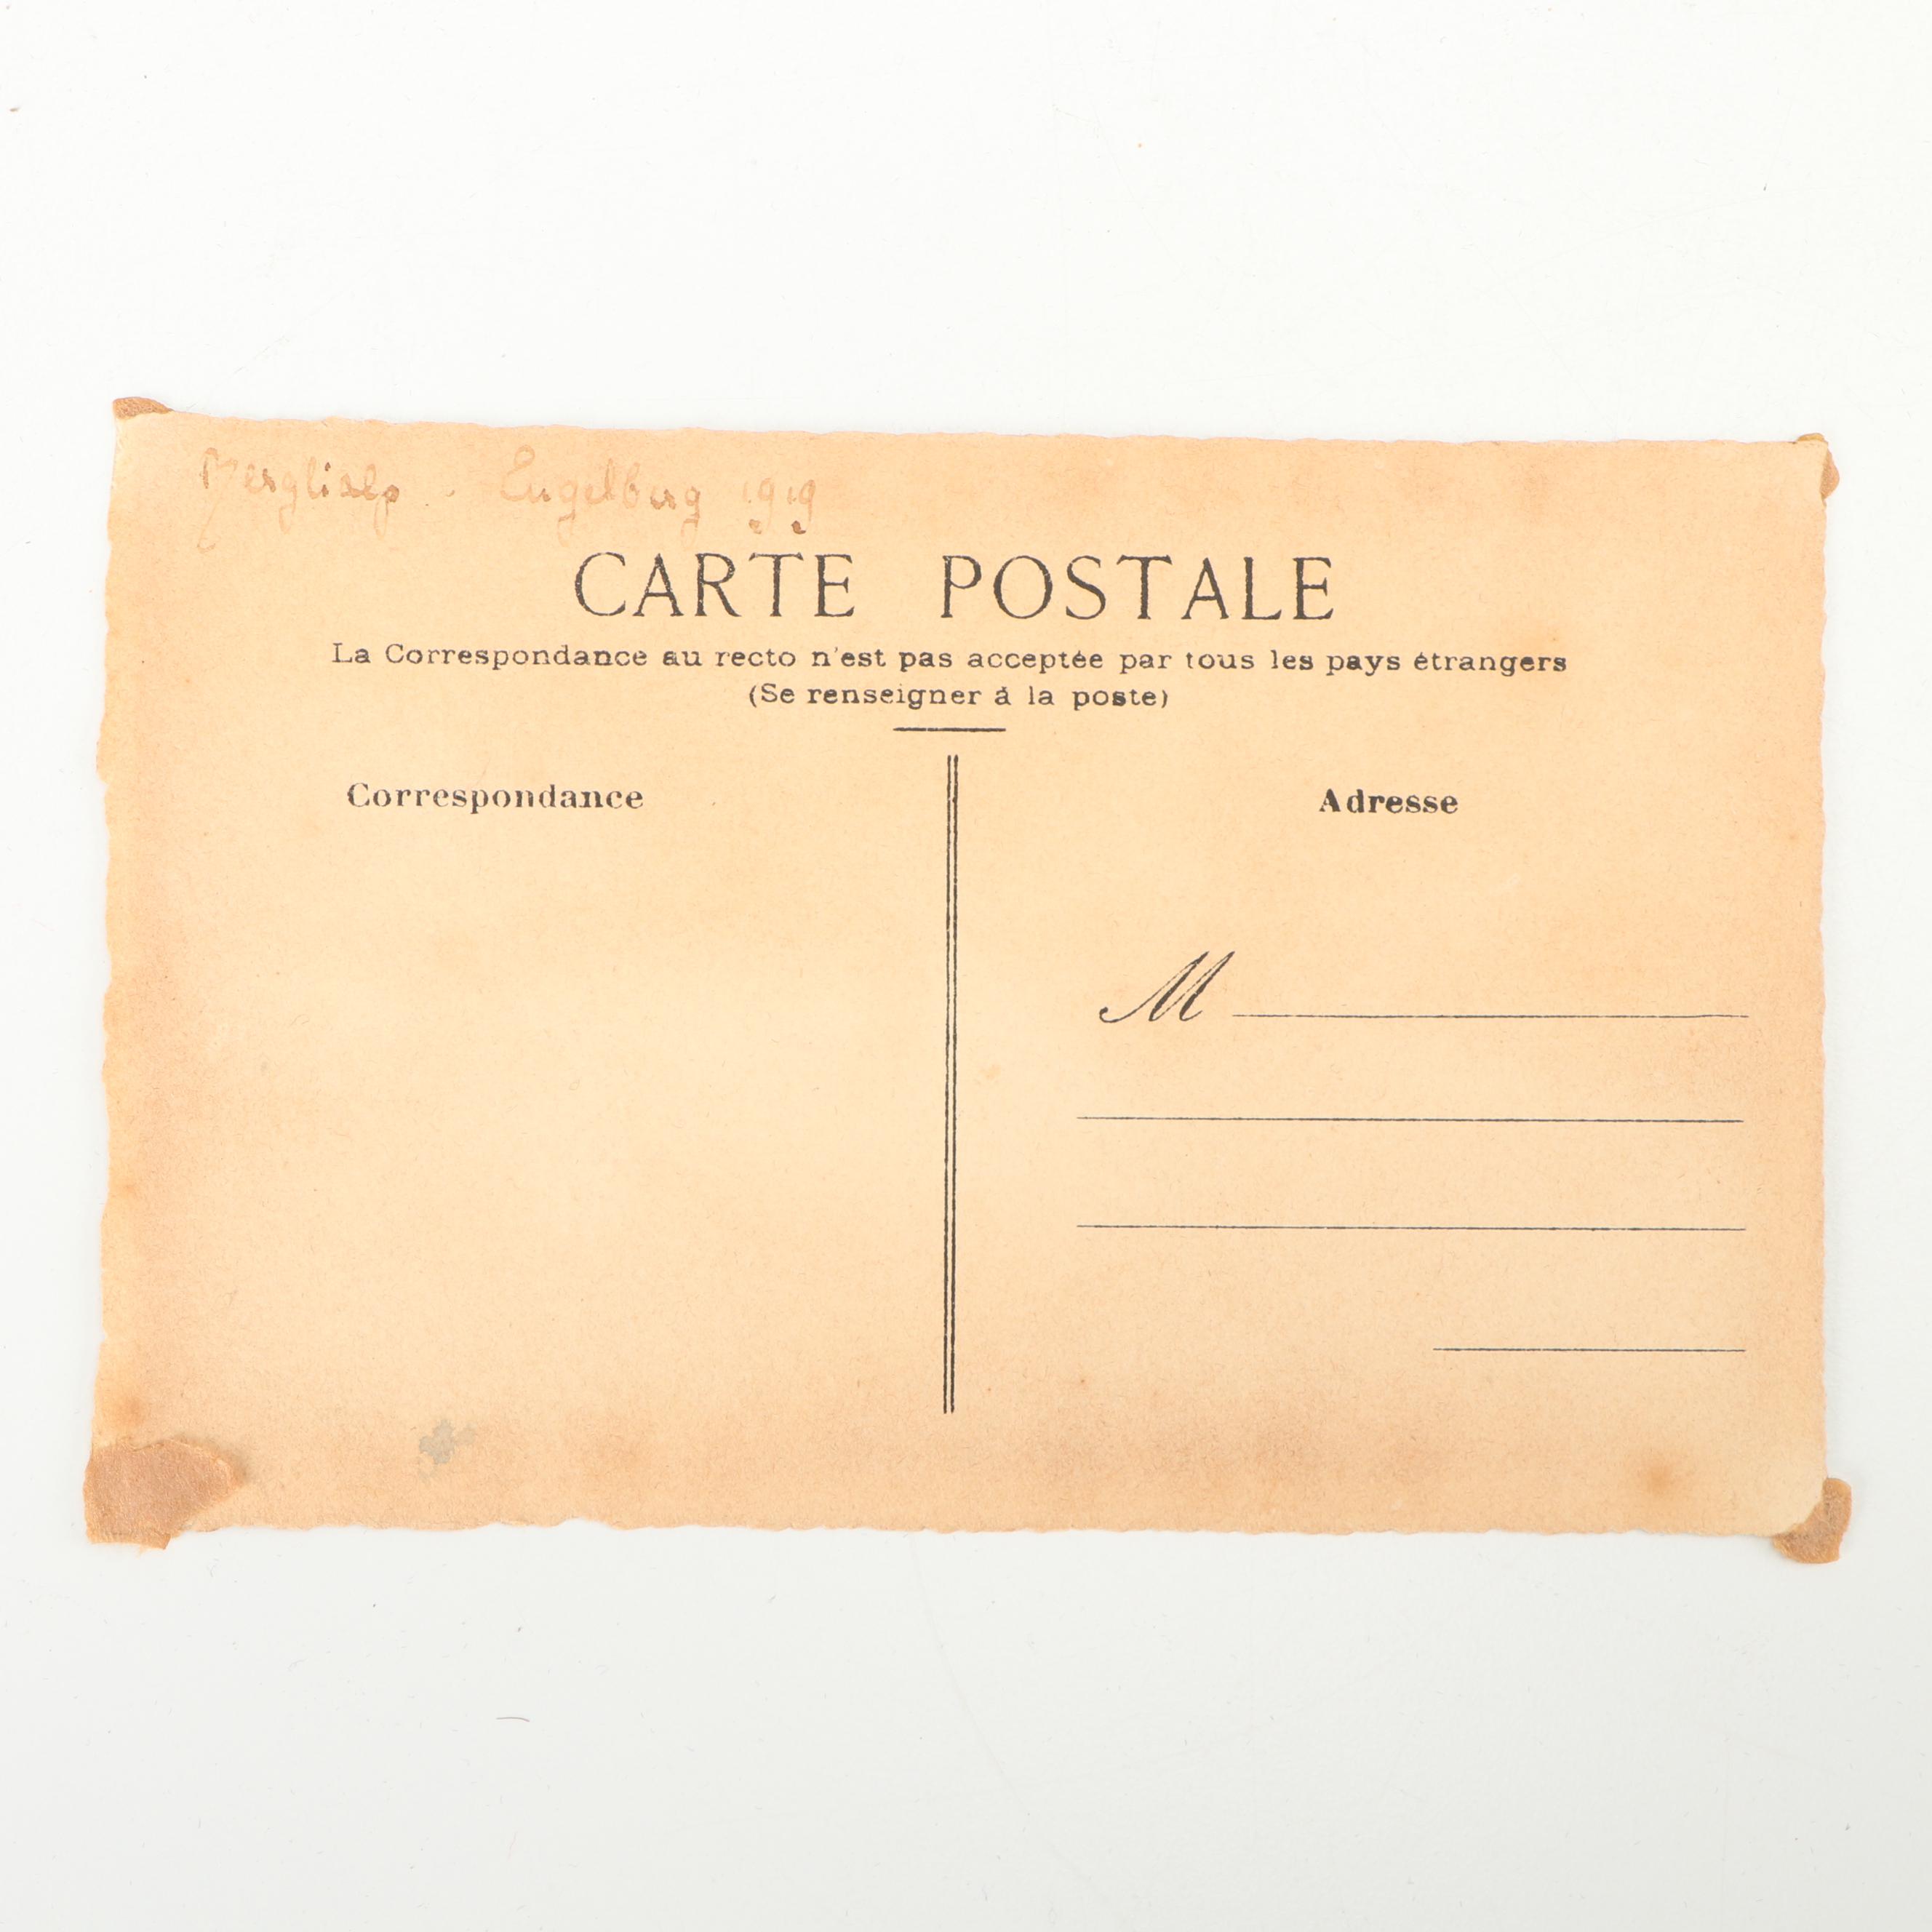 Herglisalp - Engelberg 1919
CARTE POSTALE
La Correspondance au recto n'est pas acceptée par tous les pays étrangers
(Se renseigner à la poste)
Correspondance
Adresse
M